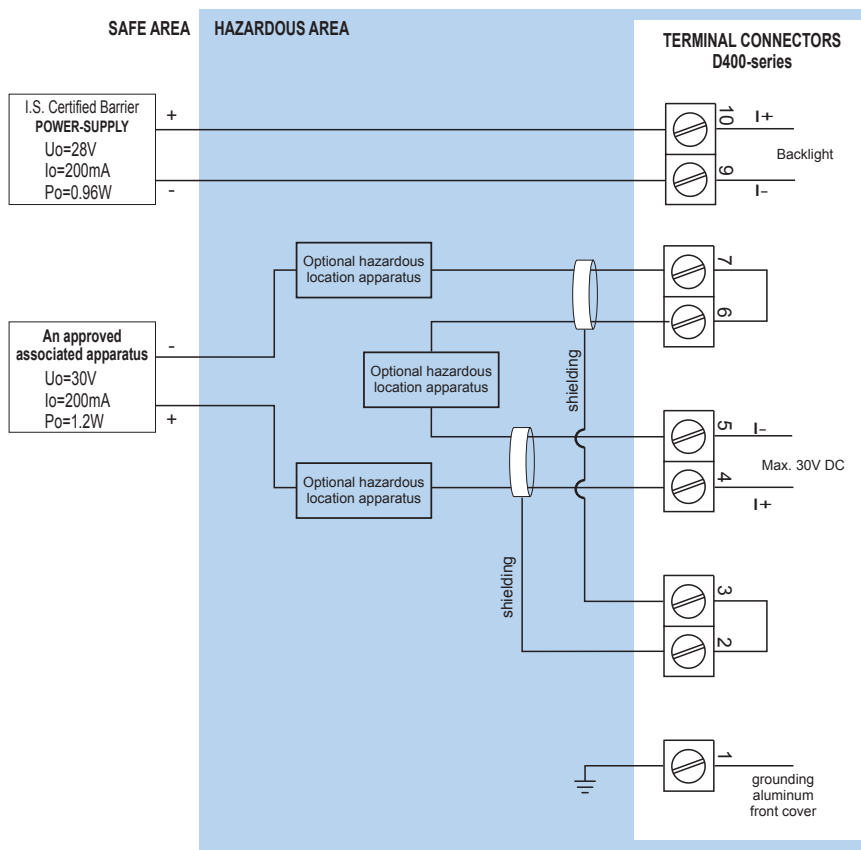 SAFE AREA
HAZARDOUS AREA
TERMINAL CONNECTORS
D400-series
I.S. Certified Barrier
POWER-SUPPLY
Uo=28V
Io=200mA
Po=0.96W
+
-
10
I+
Backlight
9
I-
Optional hazardous
location apparatus
7
6
An approved
associated apparatus
Uo=30V
Io=200mA
Po=1.2W
-
+
Optional hazardous
location apparatus
shielding
5
I-
Max. 30V DC
4
I+
Optional hazardous
location apparatus
shielding
3
2
1
grounding
aluminum
front cover